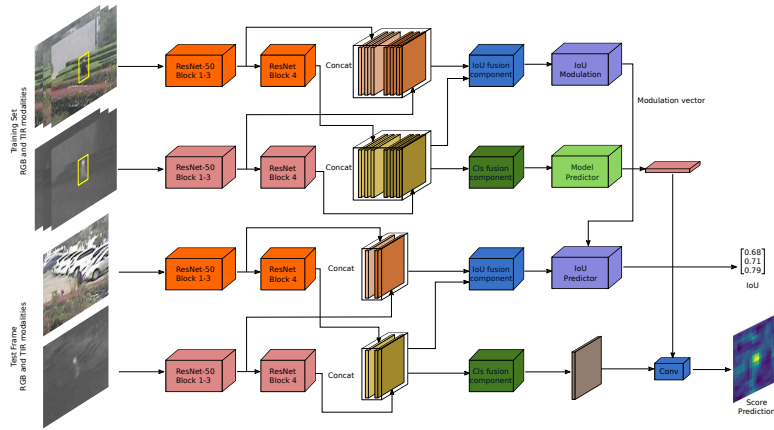 Training Set
RGB and TIR modalities
ResNet-50
Block 1-3
ResNet
Block 4
Concat
IoU fusion
component
IoU
Modulation
Modulation vector
ResNet-50
Block 1-3
ResNet
Block 4
Concat
Cls fusion
component
Model
Predictor
Test Frame
RGB and TIR modalities
ResNet-50
Block 1-3
ResNet
Block 4
Concat
IoU fusion
component
IoU
Predictor
0.68
0.71
0.79
IoU
ResNet-50
Block 1-3
ResNet
Block 4
Concat
Cls fusion
component
Conv
Score
Prediction